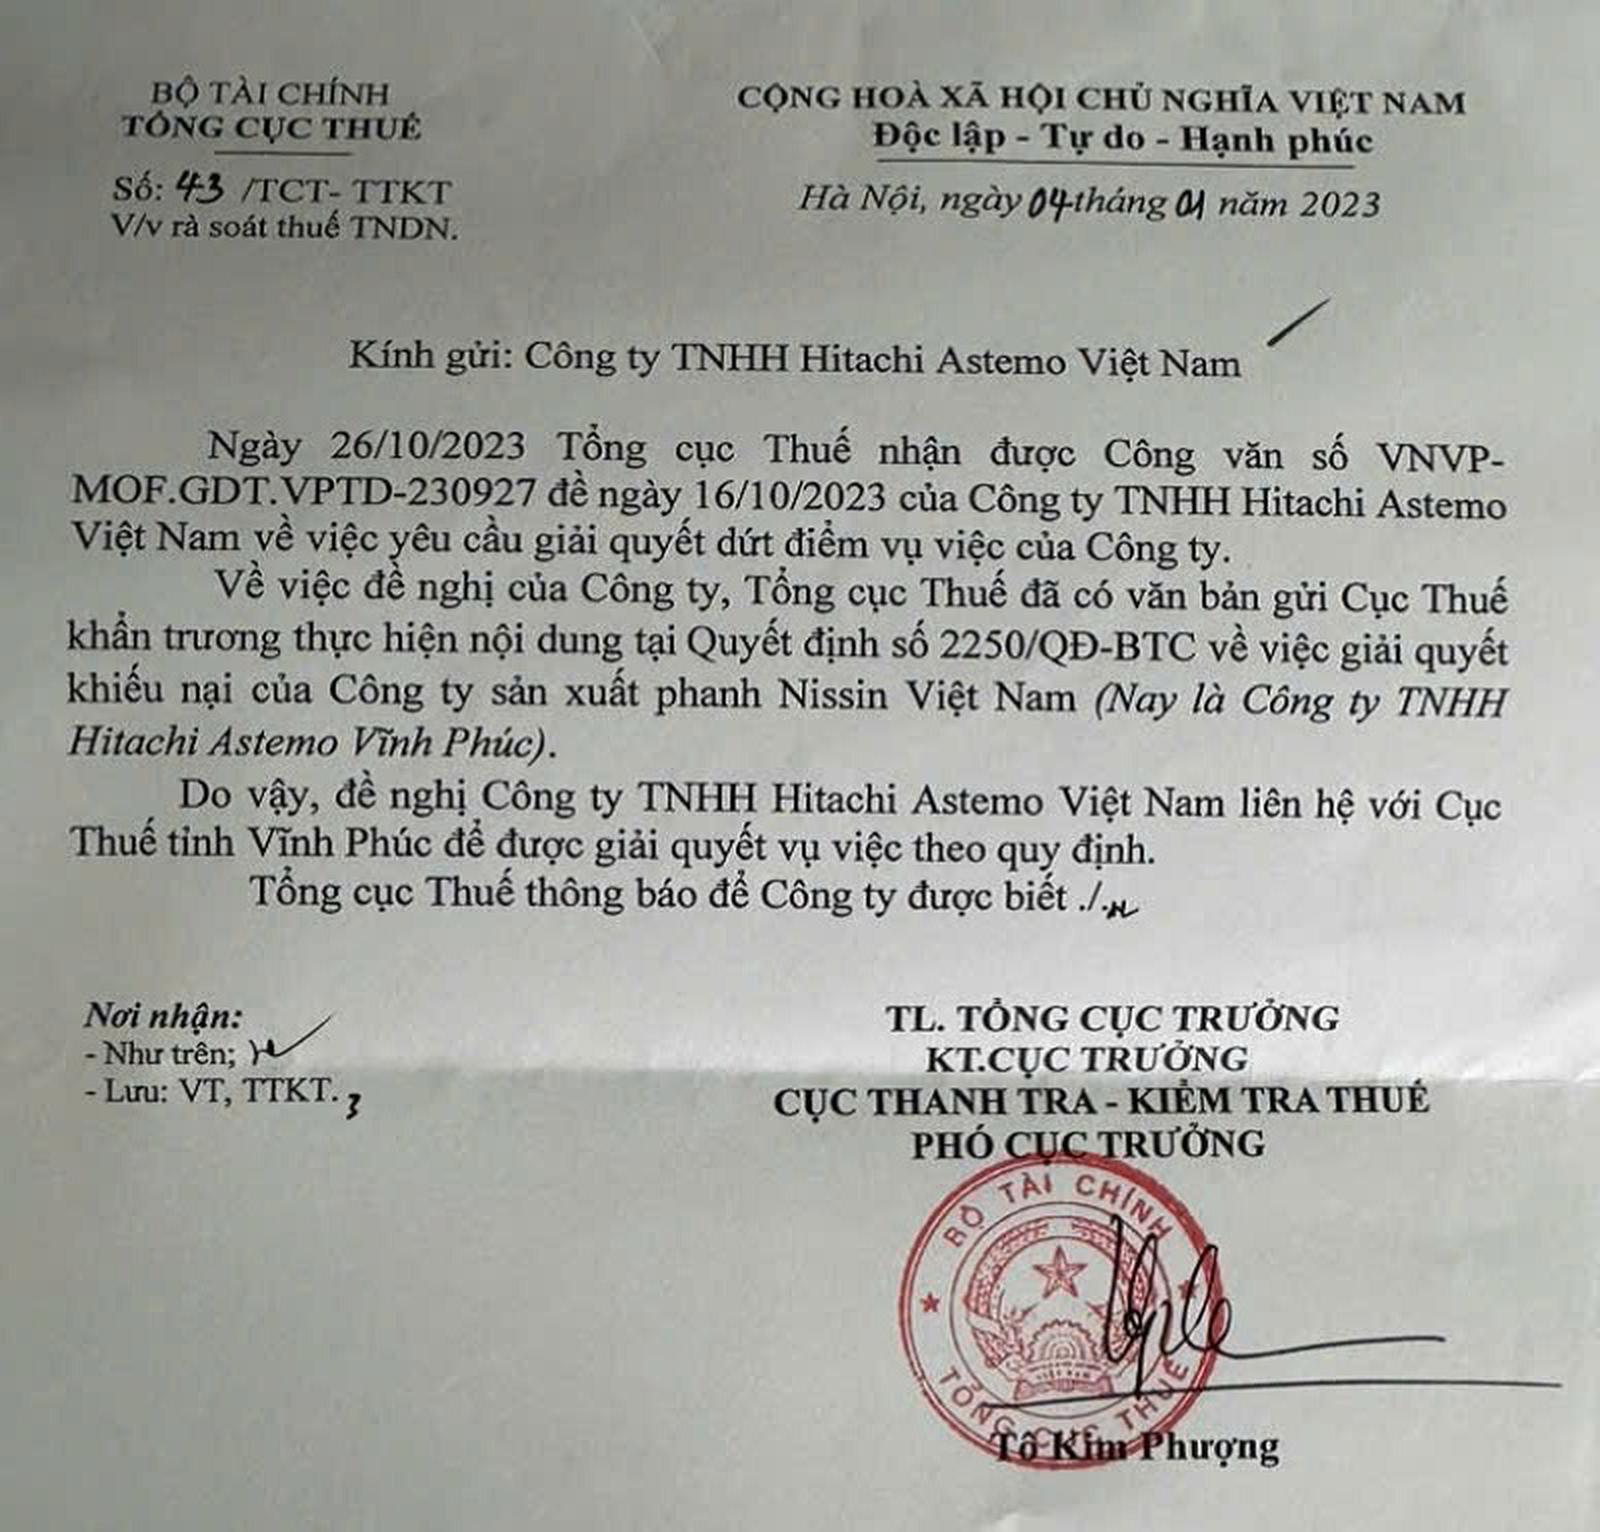 BỘ TÀI CHÍNH
TỔNG CỤC THUẾ
Số: 43 /TCT- TTKT
V/v rà soát thuế TNDN.
CỘNG HOÀ XÃ HỘI CHỦ NGHĨA VIỆT NAM
Độc lập - Tự do - Hạnh phúc
Hà Nội, ngày 04 tháng 01 năm 2023
Kính gửi: Công ty TNHH Hitachi Astemo Việt Nam
Ngày 26/10/2023 Tổng cục Thuế nhận được Công văn số VNVP-
MOF.GDT.VPTD-230927 đề ngày 16/10/2023 của Công ty TNHH Hitachi Astemo
Việt Nam về việc yêu cầu giải quyết dứt điểm vụ việc của Công ty.
Về việc đề nghị của Công ty, Tổng cục Thuế đã có văn bản gửi Cục Thuế
khẩn trương thực hiện nội dung tại Quyết định số 2250/QĐ-BTC về việc giải quyết
khiếu nại của Công ty sản xuất phanh Nissin Việt Nam (Nay là Công ty TNHH
Hitachi Astemo Vĩnh Phúc).
Do vậy, đề nghị Công ty TNHH Hitachi Astemo Việt Nam liên hệ với Cục
Thuế tỉnh Vĩnh Phúc để được giải quyết vụ việc theo quy định.
Tổng cục Thuế thông báo để Công ty được biết ./.
Nơi nhận:
- Như trên;
- Lưu: VT, TTKT.
TL. TỔNG CỤC TRƯỞNG
KT.CỤC TRƯỞNG
CỤC THANH TRA - KIỂM TRA THUẾ
PHÓ CỤC TRƯỞNG
BỘ TÀI CHÍNH
VIỆT NAM
TỔNG CỤC THUẾ
Tô Kim Phượng